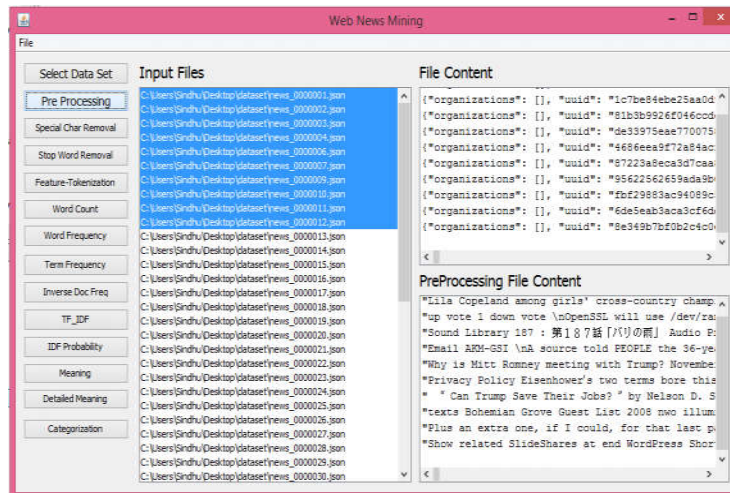 Web News Mining
File
Select Data Set
Pre Processing
Special Char Removal
Stop Word Removal
Feature-Tokenization
Word Count
Word Frequency
Term Frequency
Inverse Doc Freq
TF_IDF
IDF Probability
Meaning
Detailed Meaning
Categorization
Input Files
C:\Users\Sindhu\Desktop\dataset\news_0000001.json
C:\Users\Sindhu\Desktop\dataset\news_0000002.json
C:\Users\Sindhu\Desktop\dataset\news_0000003.json
C:\Users\Sindhu\Desktop\dataset\news_0000004.json
C:\Users\Sindhu\Desktop\dataset\news_0000006.json
C:\Users\Sindhu\Desktop\dataset\news_0000007.json
C:\Users\Sindhu\Desktop\dataset\news_0000009.json
C:\Users\Sindhu\Desktop\dataset\news_0000010.json
C:\Users\Sindhu\Desktop\dataset\news_0000011.json
C:\Users\Sindhu\Desktop\dataset\news_0000012.json
C:\Users\Sindhu\Desktop\dataset\news_0000013.json
C:\Users\Sindhu\Desktop\dataset\news_0000014.json
C:\Users\Sindhu\Desktop\dataset\news_0000015.json
C:\Users\Sindhu\Desktop\dataset\news_0000016.json
C:\Users\Sindhu\Desktop\dataset\news_0000017.json
C:\Users\Sindhu\Desktop\dataset\news_0000018.json
C:\Users\Sindhu\Desktop\dataset\news_0000019.json
C:\Users\Sindhu\Desktop\dataset\news_0000020.json
C:\Users\Sindhu\Desktop\dataset\news_0000021.json
C:\Users\Sindhu\Desktop\dataset\news_0000022.json
C:\Users\Sindhu\Desktop\dataset\news_0000023.json
C:\Users\Sindhu\Desktop\dataset\news_0000024.json
C:\Users\Sindhu\Desktop\dataset\news_0000025.json
C:\Users\Sindhu\Desktop\dataset\news_0000026.json
C:\Users\Sindhu\Desktop\dataset\news_0000027.json
C:\Users\Sindhu\Desktop\dataset\news_0000028.json
C:\Users\Sindhu\Desktop\dataset\news_0000029.json
C:\Users\Sindhu\Desktop\dataset\news_0000030.json
File Content
{"organizations": [], "uuid": "1c7be84ebe25aa0d
{"organizations": [], "uuid": "81b3b9926f046ccd
{"organizations": [], "uuid": "de33975eae770075
{"organizations": [], "uuid": "4686eea9f72a84ac
{"organizations": [], "uuid": "87223a8eca3d7caa
{"organizations": [], "uuid": "95622562659ada9b
{"organizations": [], "uuid": "fbf29883ac94089c
{"organizations": [], "uuid": "6de5eab3aca3cf6d
{"organizations": [], "uuid": "8e349b7bf0b2c4c0
PreProcessing File Content
"Lila Copeland among girls' cross-country champ
"up vote 1 down vote \nOpenSSL will use /dev/ra
"Sound Library 187 : 第１８７話「バリの雨」 Audio P
"Email AKM-GSI \nA source told PEOPLE the 36-ye
"Why is Mitt Romney meeting with Trump? November
"Privacy Policy Eisenhower's two terms bore this
" " Can Trump Save Their Jobs? " by Nelson D. S
"texts Bohemian Grove Guest List 2008 nwo illum
"Plus an extra one, if I could, for that last p
"Show related SlideShares at end WordPress Shor